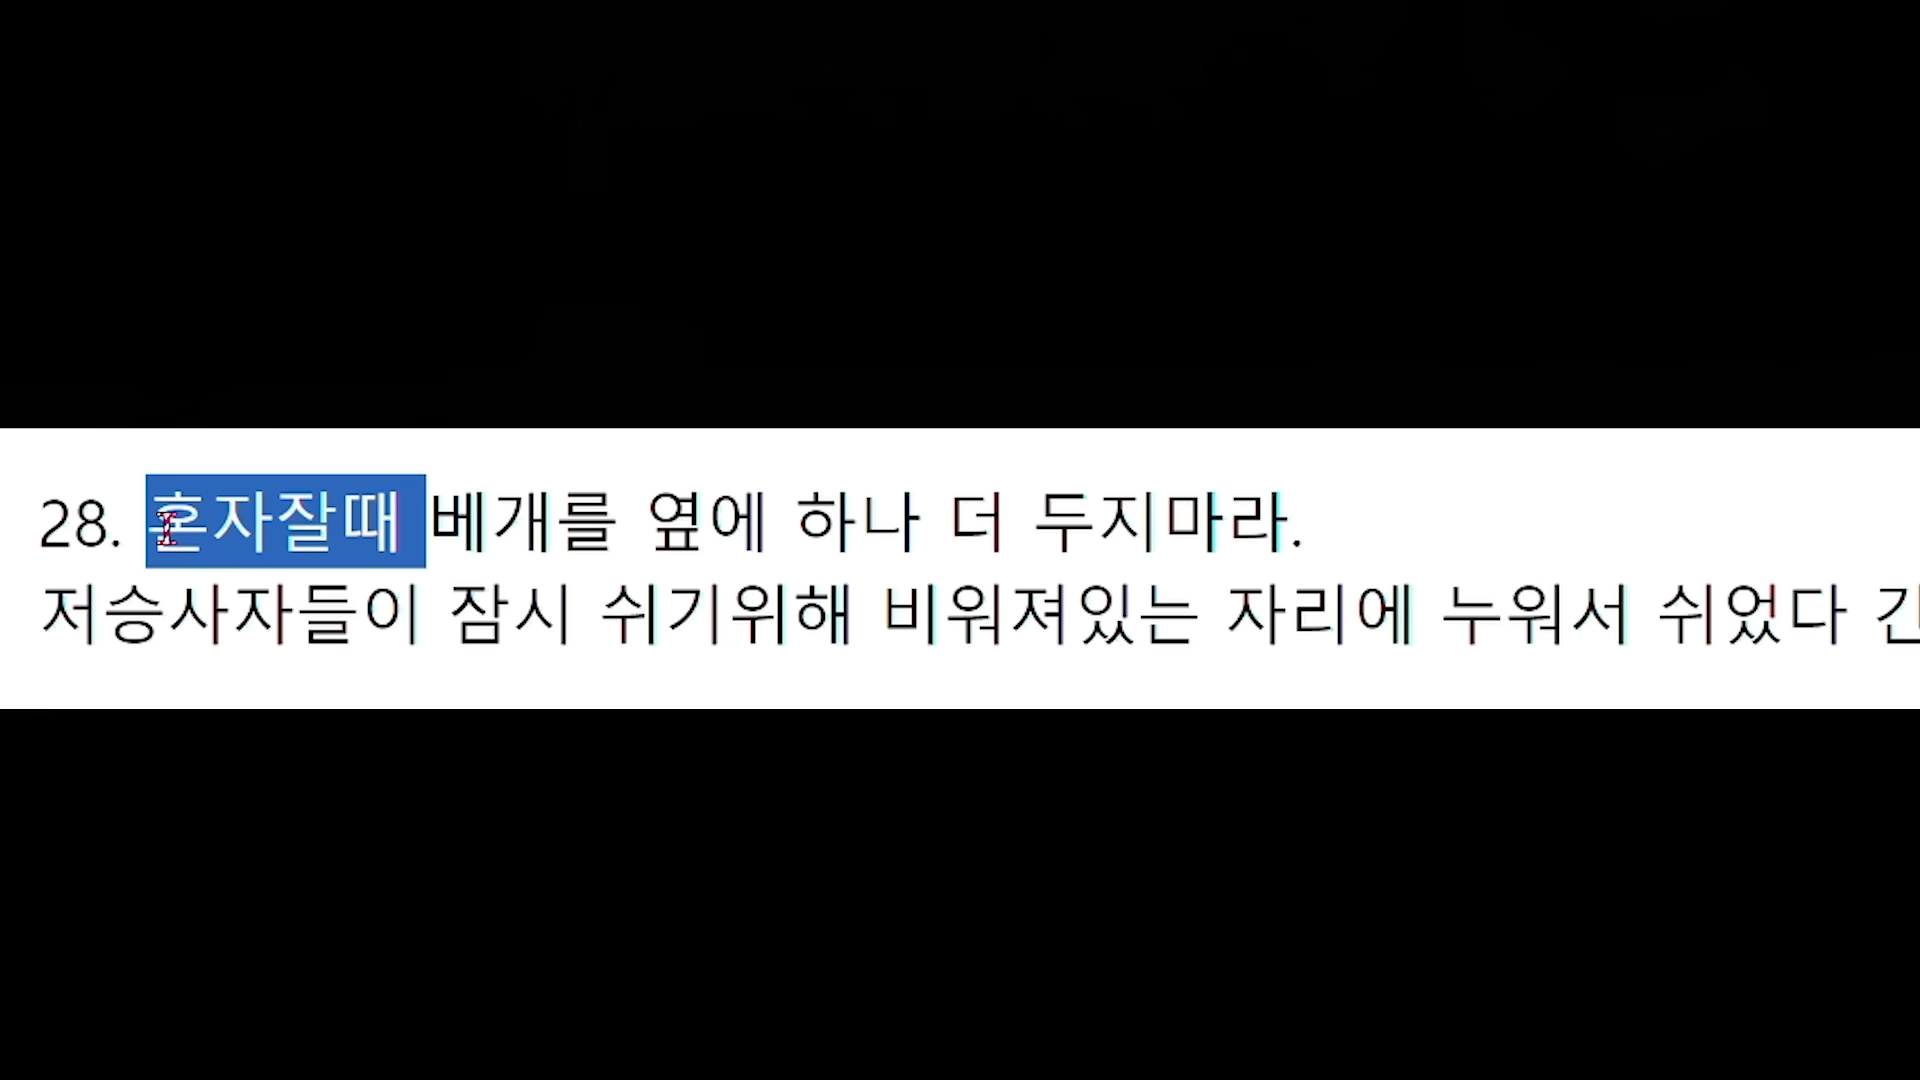 28. 혼자잘때 베개를 옆에 하나 더 두지마라.
저승사자들이 잠시 쉬기위해 비워져있는 자리에 누워서 쉬었다